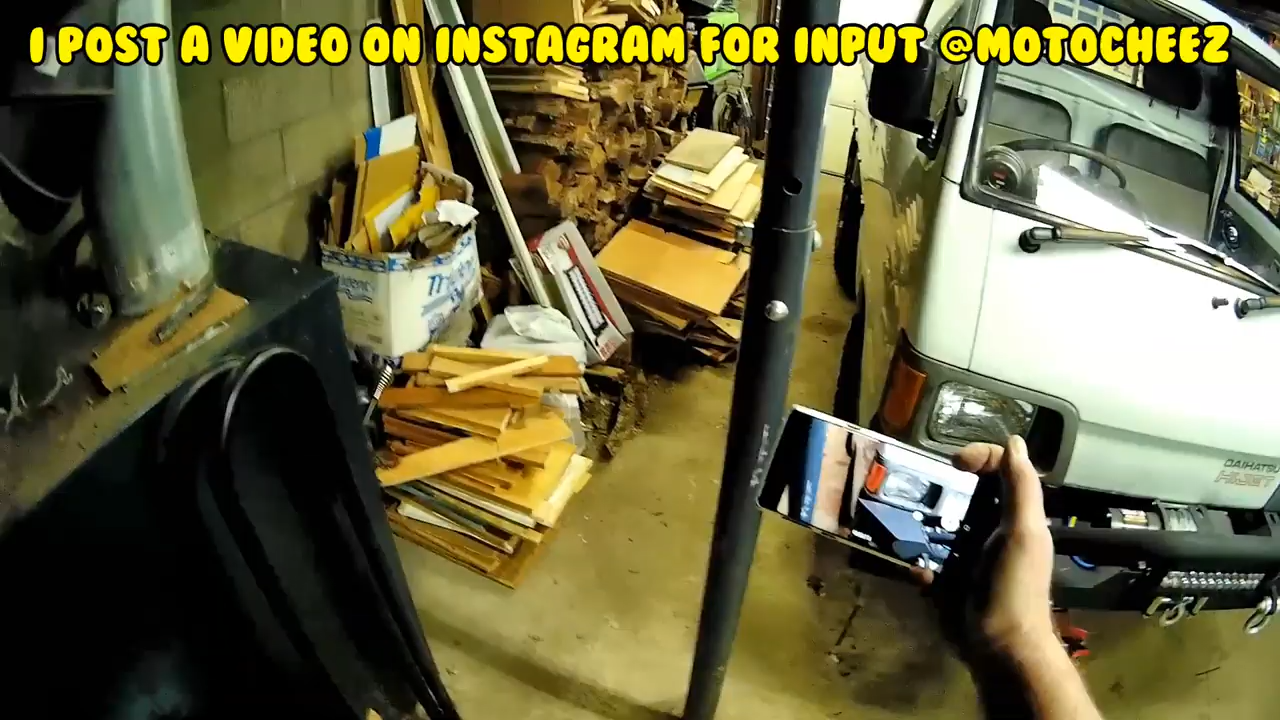 I POST A VIDEO ON INSTAGRAM FOR INPUT @MOTOCHEEZ
DAIHATSU
HIJET